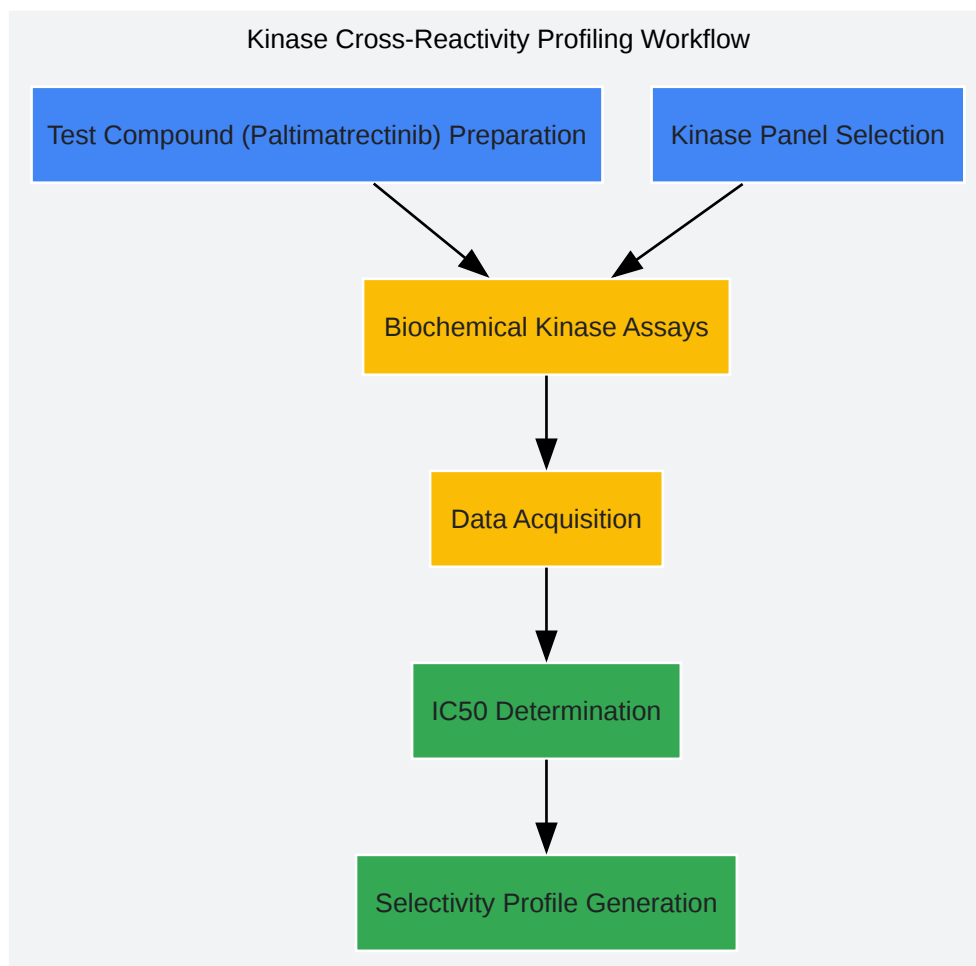 Kinase Cross-Reactivity Profiling Workflow
Test Compound (Paltimatrectinib) Preparation
Kinase Panel Selection
Biochemical Kinase Assays
Data Acquisition
IC50 Determination
Selectivity Profile Generation